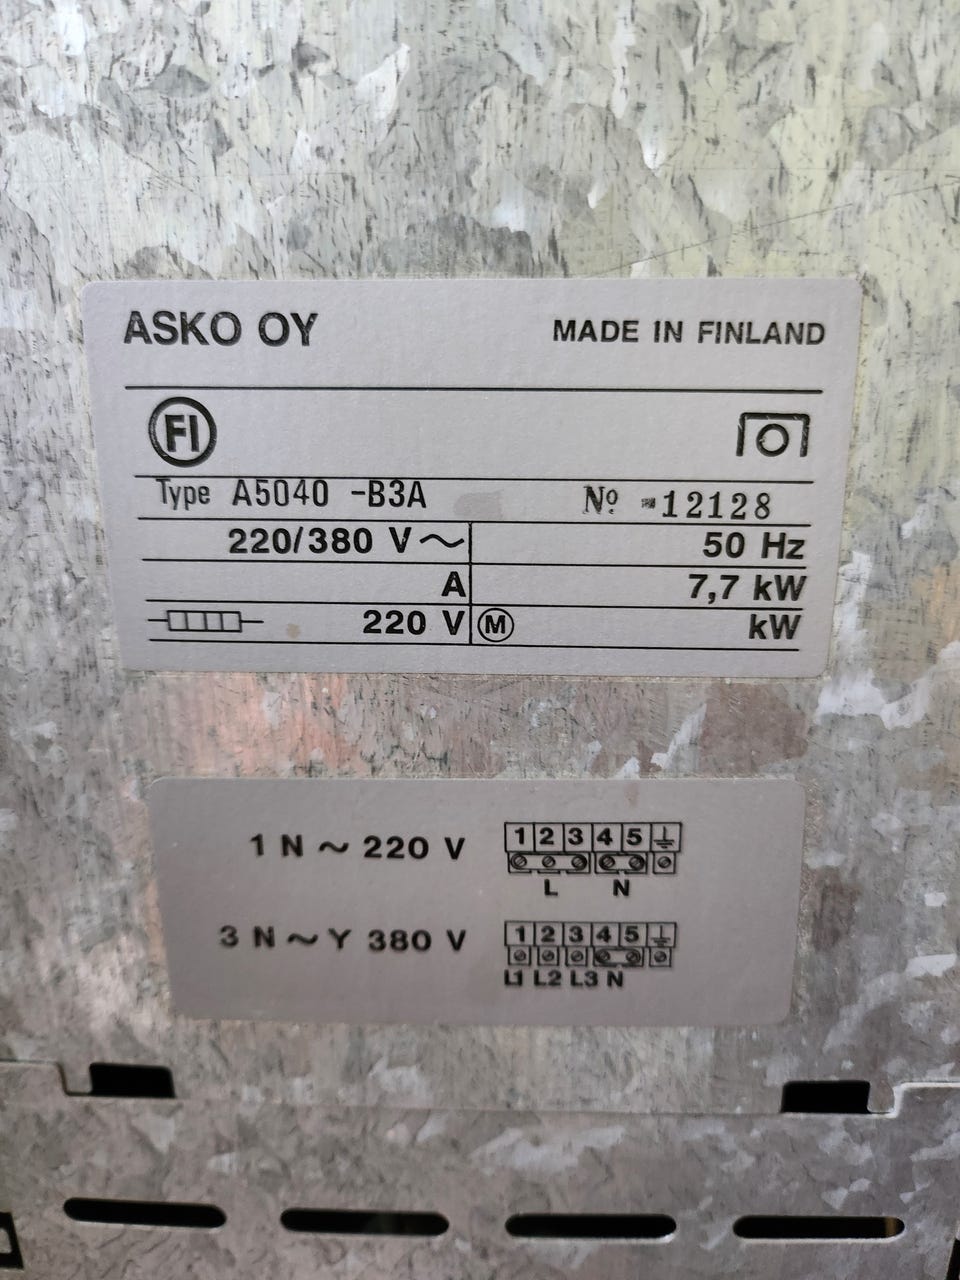 ASKO OY MADE IN FINLAND
FI
Type A5040 -B3A Nº -12128
220/380 V ~ 50 Hz
A 7,7 kW
220 V M kW
1 N ~ 220 V 1 2 3 4 5
L N
3 N ~ Y 380 V 1 2 3 4 5
L1 L2 L3 N